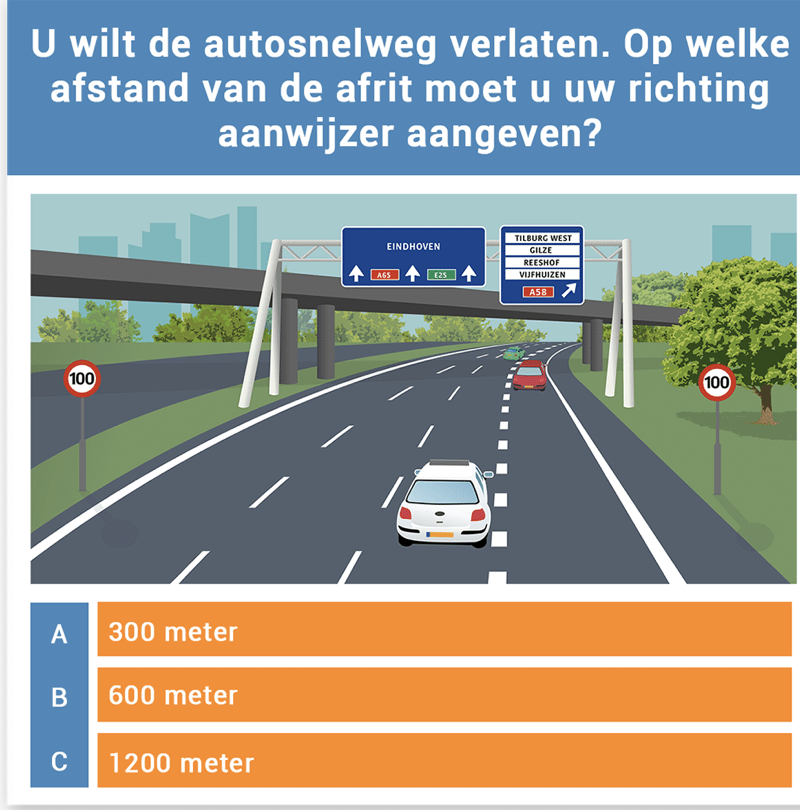 U wilt de autosnelweg verlaten. Op welke
afstand van de afrit moet u uw richting
aanwijzer aangeven?
EINDHOVEN
A65 E25
TILBURG WEST
GILZE
REESHOF
VIJFHUIZEN
A58
100
100
A 300 meter
B 600 meter
C 1200 meter